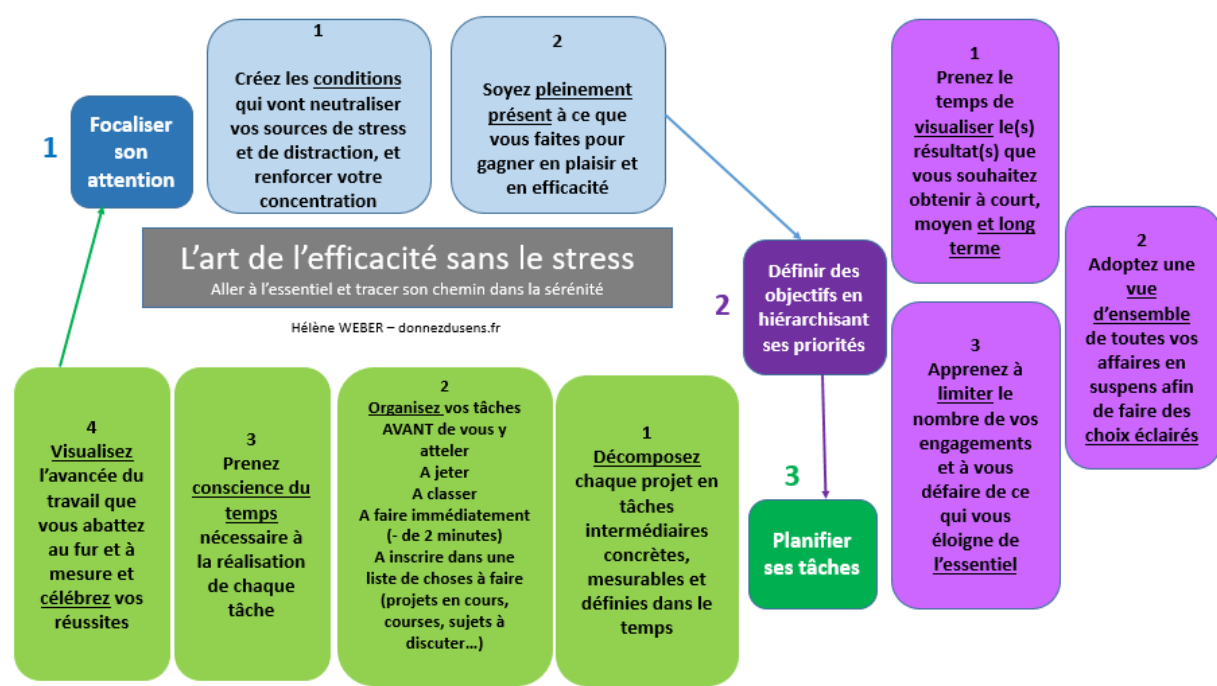 1
Focaliser
son
attention
1
Créez les conditions
qui vont neutraliser
vos sources de stress
et de distraction, et
renforcer votre
concentration
2
Soyez pleinement
présent à ce que
vous faites pour
gagner en plaisir et
en efficacité
L'art de l'efficacité sans le stress
Aller à l'essentiel et tracer son chemin dans la sérénité
Hélène WEBER – donnezdusens.fr
2
Définir des
objectifs en
hiérarchisant
ses priorités
1
Prenez le
temps de
visualiser le(s)
résultat(s) que
vous souhaitez
obtenir à court,
moyen et long
terme
2
Adoptez une
vue
d'ensemble
de toutes vos
affaires en
suspens afin
de faire des
choix éclairés
3
Apprenez à
limiter le
nombre de vos
engagements
et à vous
défaire de ce
qui vous
éloigne de
l'essentiel
3
Planifier
ses tâches
1
Décomposez
chaque projet en
tâches
intermédiaires
concrètes,
mesurables et
définies dans le
temps
2
Organisez vos tâches
AVANT de vous y
atteler
A jeter
A classer
A faire immédiatement
(- de 2 minutes)
A inscrire dans une
liste de choses à faire
(projets en cours,
courses, sujets à
discuter…)
3
Prenez
conscience du
temps
nécessaire à
la réalisation
de chaque
tâche
4
Visualisez
l'avancée du
travail que
vous abattez
au fur et à
mesure et
célébrez vos
réussites